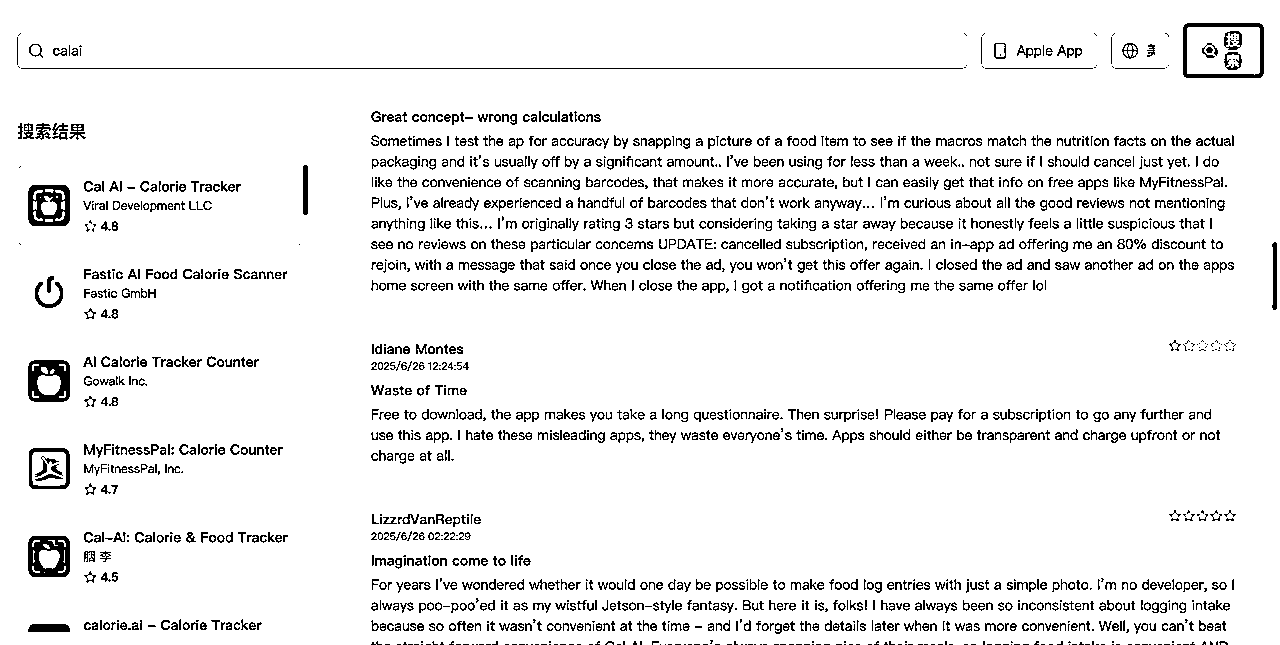 calai
Apple App
搜
索
搜索结果
Cal AI – Calorie Tracker
Viral Development LLC
4.8
Fastic AI Food Calorie Scanner
Fastic GmbH
4.8
AI Calorie Tracker Counter
Gowalk Inc.
4.8
MyFitnessPal: Calorie Counter
MyFitnessPal, Inc.
4.7
Cal-AI: Calorie & Food Tracker
李
4.5
calorie.ai – Calorie Tracker
Great concept– wrong calculations
Sometimes I test the ap for accuracy by snapping a picture of a food item to see if the macros match the nutrition facts on the actual
packaging and it's usually off by a significant amount.. I've been using for less than a week.. not sure if I should cancel just yet. I do
like the convenience of scanning barcodes, that makes it more accurate, but I can easily get that info on free apps like MyFitnessPal.
Plus, I've already experienced a handful of barcodes that don't work anyway... I'm curious about all the good reviews not mentioning
anything like this... I'm originally rating 3 stars but considering taking a star away because it honestly feels a little suspicious that I
see no reviews on these particular concerns UPDATE: cancelled subscription, received an in-app ad offering me an 80% discount to
rejoin, with a message that said once you close the ad, you won't get this offer again. I closed the ad and saw another ad on the apps
home screen with the same offer. When I close the app, I got a notification offering me the same offer lol
Idiane Montes
2025/6/26 12:24:54
Waste of Time
Free to download, the app makes you take a long questionnaire. Then surprise! Please pay for a subscription to go any further and
use this app. I hate these misleading apps, they waste everyone's time. Apps should either be transparent and charge upfront or not
charge at all.
LizzrdVanReptile
2025/6/26 02:22:29
Imagination come to life
For years I've wondered whether it would one day be possible to make food log entries with just a simple photo. I'm no developer, so I
always poo-poo'ed it as my wistful Jetson-style fantasy. But here it is, folks! I have always been so inconsistent about logging intake
because so often it wasn't convenient at the time – and I'd forget the details later when it was more convenient. Well, you can't beat